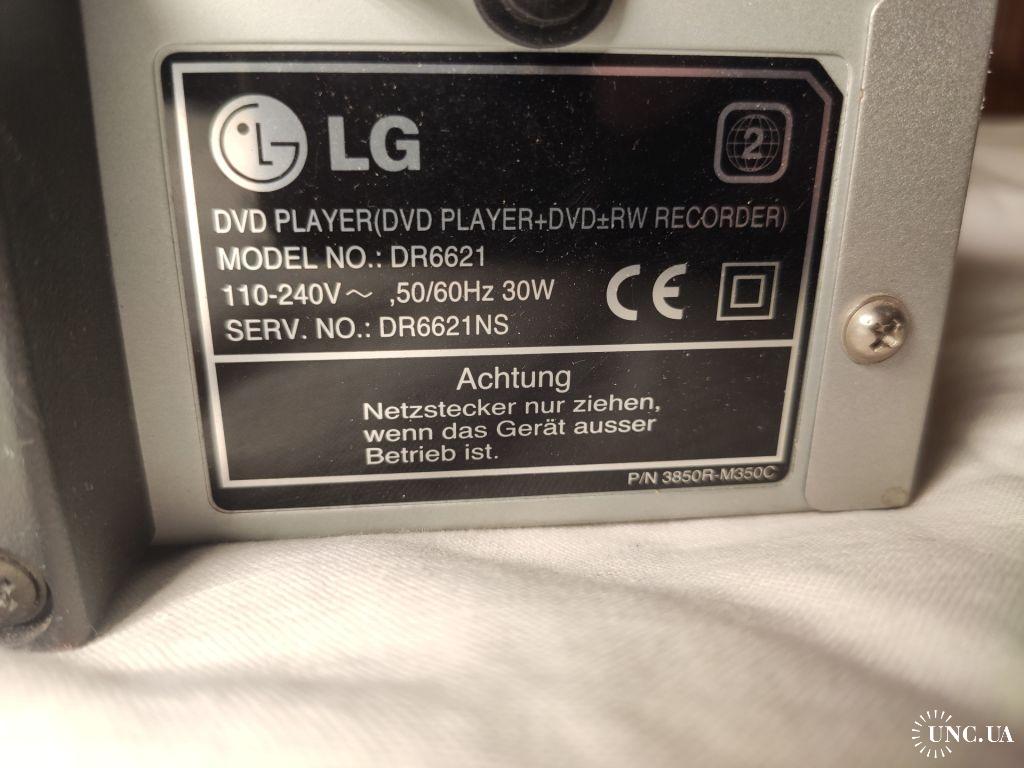 LG
2
DVD PLAYER(DVD PLAYER+DVD±RW RECORDER)
MODEL NO.: DR6621
110-240V～ ,50/60Hz 30W
SERV. NO.: DR6621NS
CE
Achtung
Netzstecker nur ziehen,
wenn das Gerät ausser
Betrieb ist.
P/N 3850R-M350C
UNC.UA